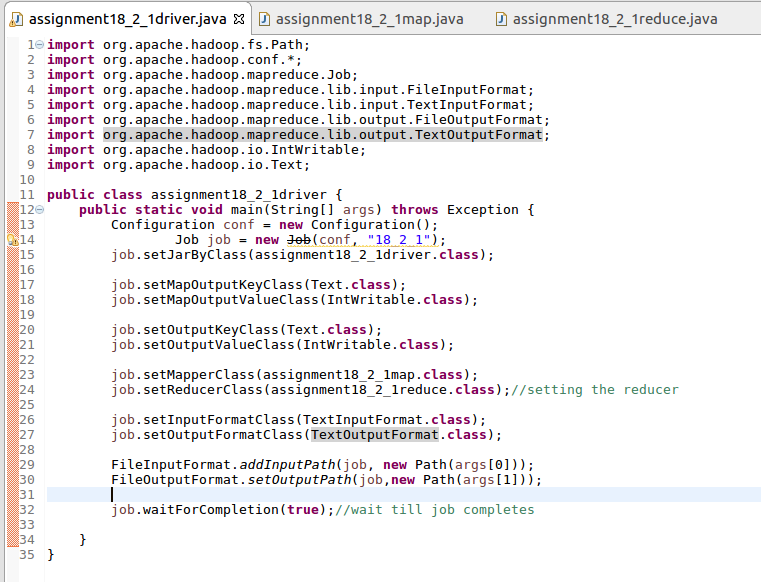 assignment18_2_1driver.java assignment18_2_1map.java assignment18_2_1reduce.java
1 import org.apache.hadoop.fs.Path;
2 import org.apache.hadoop.conf.*;
3 import org.apache.hadoop.mapreduce.Job;
4 import org.apache.hadoop.mapreduce.lib.input.FileInputFormat;
5 import org.apache.hadoop.mapreduce.lib.input.TextInputFormat;
6 import org.apache.hadoop.mapreduce.lib.output.FileOutputFormat;
7 import org.apache.hadoop.mapreduce.lib.output.TextOutputFormat;
8 import org.apache.hadoop.io.IntWritable;
9 import org.apache.hadoop.io.Text;
10
11 public class assignment18_2_1driver {
12     public static void main(String[] args) throws Exception {
13         Configuration conf = new Configuration();
14                 Job job = new Job(conf, "18_2_1");
15         job.setJarByClass(assignment18_2_1driver.class);
16
17         job.setMapOutputKeyClass(Text.class);
18         job.setMapOutputValueClass(IntWritable.class);
19
20         job.setOutputKeyClass(Text.class);
21         job.setOutputValueClass(IntWritable.class);
22
23         job.setMapperClass(assignment18_2_1map.class);
24         job.setReducerClass(assignment18_2_1reduce.class);//setting the reducer
25
26         job.setInputFormatClass(TextInputFormat.class);
27         job.setOutputFormatClass(TextOutputFormat.class);
28
29         FileInputFormat.addInputPath(job, new Path(args[0]));
30         FileOutputFormat.setOutputPath(job,new Path(args[1]));
31
32         job.waitForCompletion(true);//wait till job completes
33
34     }
35 }